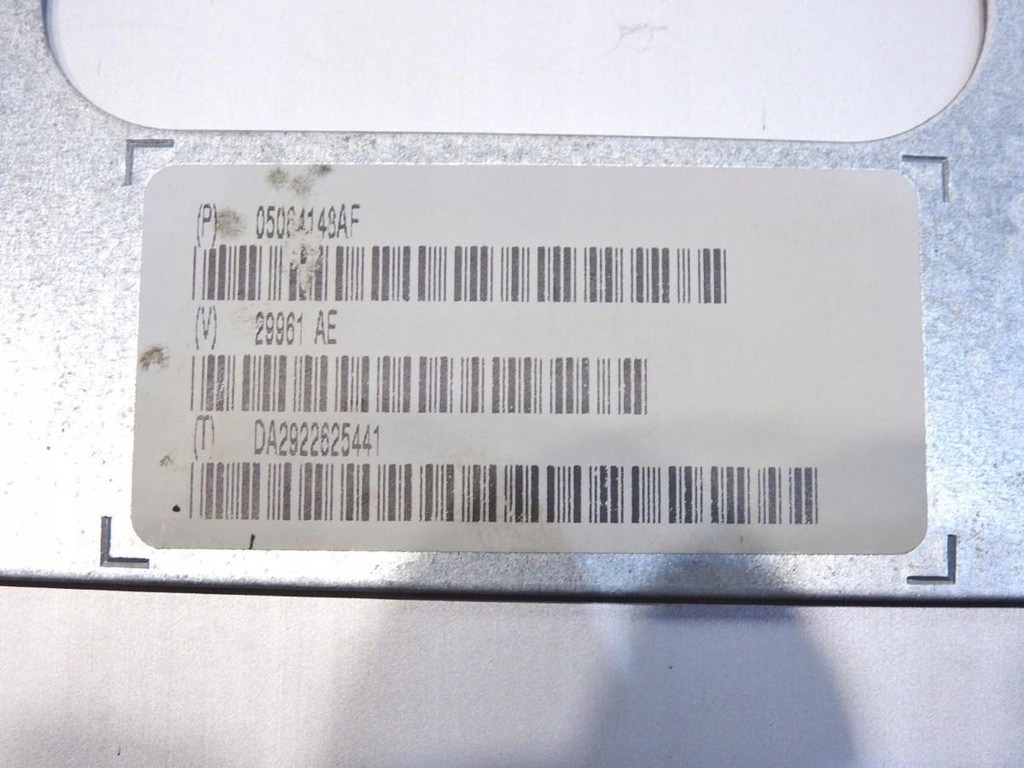 (P) 05064148AF
(V) 29961 AE
(T) DA2922625441